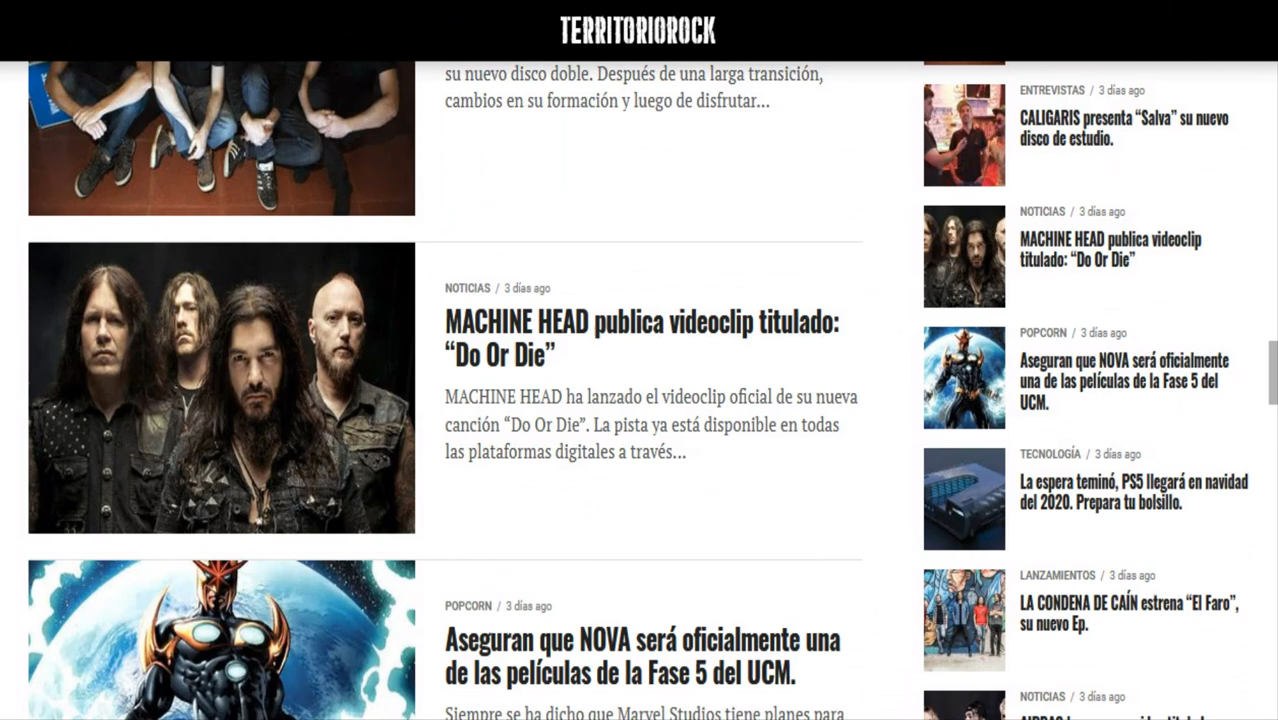 TERRITORIOROCK
su nuevo disco doble. Después de una larga transición,
cambios en su formación y luego de disfrutar...
NOTICIAS / 3 días ago
MACHINE HEAD publica videoclip titulado:
“Do Or Die”
MACHINE HEAD ha lanzado el videoclip oficial de su nueva
canción “Do Or Die”. La pista ya está disponible en todas
las plataformas digitales a través...
POPCORN / 3 días ago
Aseguran que NOVA será oficialmente una
de las películas de la Fase 5 del UCM.
Siempre se ha dicho que Marvel Studios tiene planes para
ENTREVISTAS / 3 días ago
CALIGARIS presenta “Salva” su nuevo
disco de estudio.
NOTICIAS / 3 días ago
MACHINE HEAD publica videoclip
titulado: “Do Or Die”
POPCORN / 3 días ago
Aseguran que NOVA será oficialmente
una de las películas de la Fase 5 del
UCM.
TECNOLOGÍA / 3 días ago
La espera teminó, PS5 llegará en navidad
del 2020. Prepara tu bolsillo.
LANZAMIENTOS / 3 días ago
LA CONDENA DE CAÍN estrena “El Faro”,
su nuevo Ep.
NOTICIAS / 3 días ago